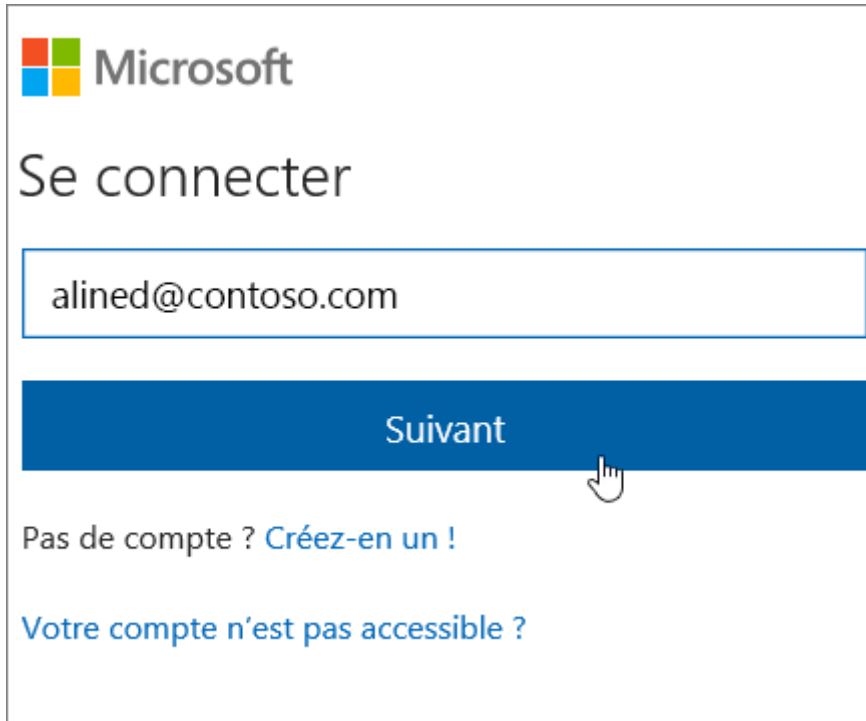 Microsoft
Se connecter
alined@contoso.com
Suivant
Pas de compte ? Créez-en un !
Votre compte n’est pas accessible ?